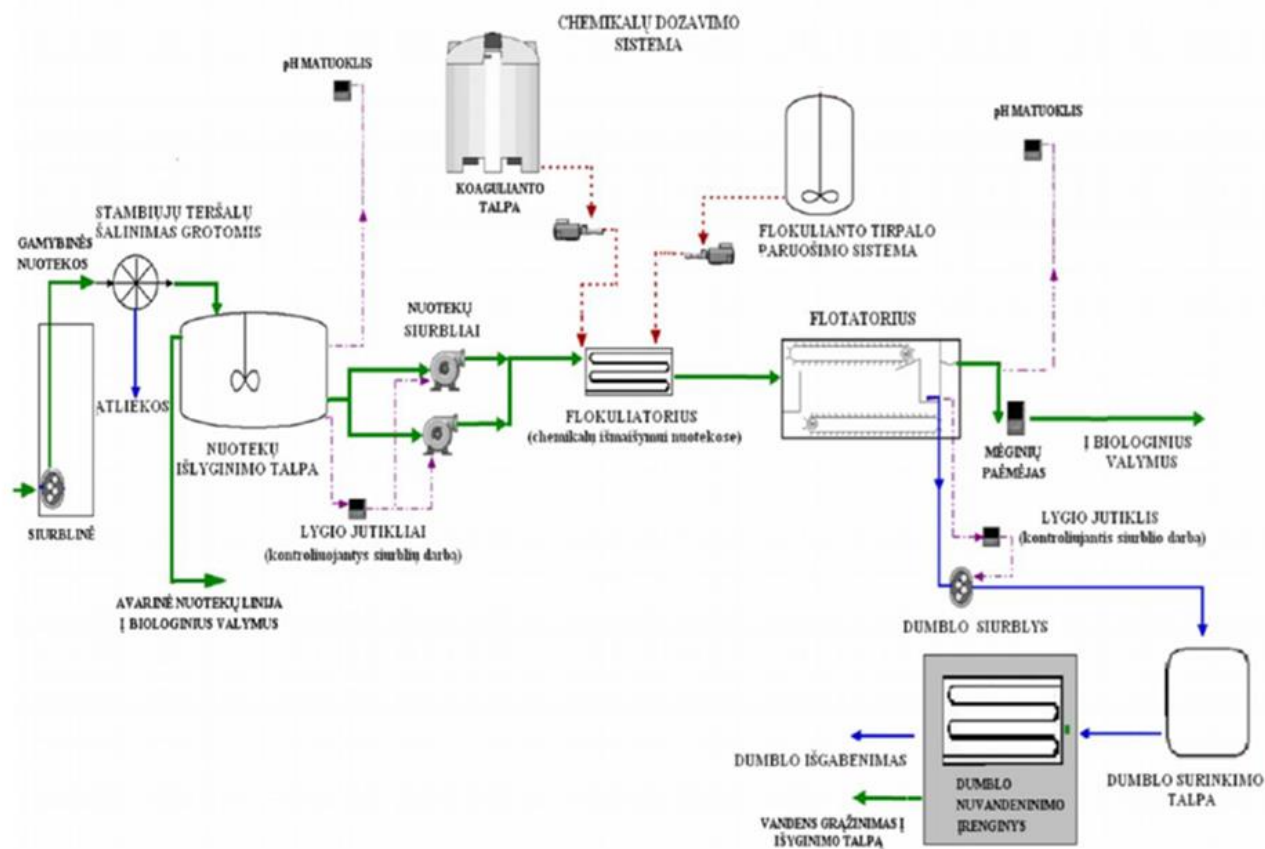 CHEMIKALŲ DOZAVIMO
SISTEMA
pH MATUOKLIS
pH MATUOKLIS
KOAGULIANTO
TALPA
STAMBIŲJŲ TERŠALŲ
ŠALINIMAS GROTOMIS
FLOKULIANTO TIRPALO
PARUOŠIMO SISTEMA
GAMYBINĖS
NUOTEKOS
NUOTEKŲ
SIURBLIAI
FLOTATORIUS
ATLIEKOS
FLOKULIATORIUS
(chemikalų išmaišymui nuotekose)
NUOTEKŲ
IŠLYGINIMO TALPA
MĖGINIŲ
PAĖMĖJAS
Į BIOLOGINIUS
VALYMUS
SIURBLINĖ
LYGIO JUTIKLIAI
(kontroliuojantys siurblių darbą)
LYGIO JUTIKLIS
(kontroliujantis siurblio darbą)
AVARINĖ NUOTEKŲ LINIJA
Į BIOLOGINIUS VALYMUS
DUMBLO SIURBLYS
DUMBLO IŠGABENIMAS
DUMBLO SURINKIMO
TALPA
DUMBLO
NUVANDENINIMO
ĮRENGINYS
VANDENS GRĄŽINIMAS Į
IŠYGINIMO TALPĄ